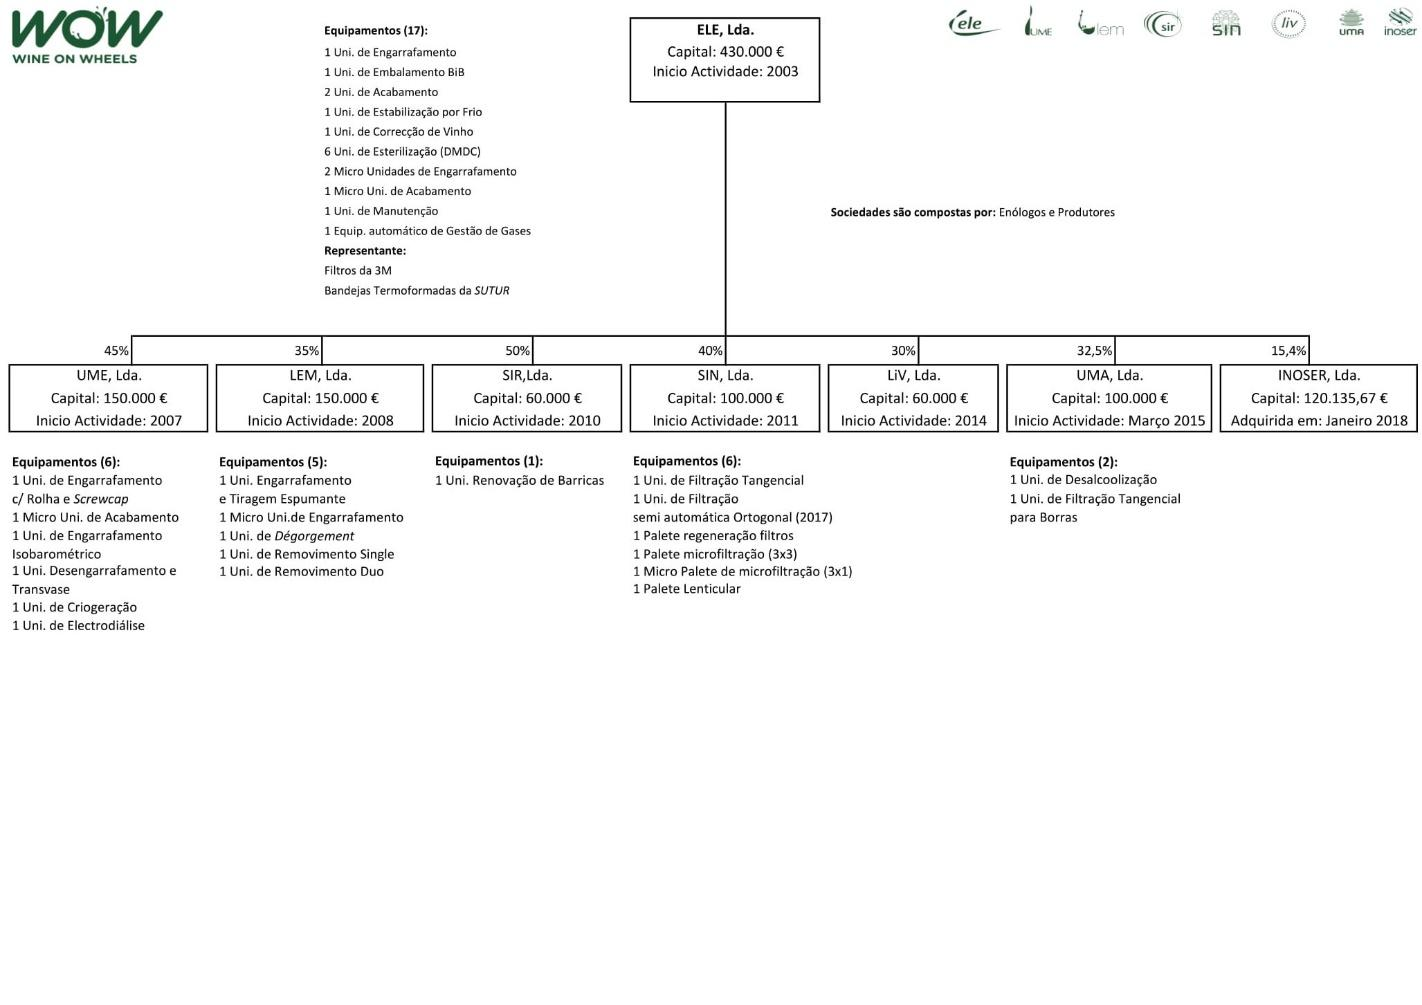 WOW
WINE ON WHEELS
Equipamentos (17):
1 Uni. de Engarrafamento
1 Uni. de Embalamento BiB
2 Uni. de Acabamento
1 Uni. de Estabilização por Frio
1 Uni. de Correcção de Vinho
6 Uni. de Esterilização (DMDC)
2 Micro Unidades de Engarrafamento
1 Micro Uni. de Acabamento
1 Uni. de Manutenção
1 Equip. automático de Gestão de Gases
Representante:
Filtros da 3M
Bandejas Termoformadas da SUTUR
ELE, Lda.
Capital: 430.000 €
Inicio Actividade: 2003
éle
UME
lem
sir
sin
liv
UMA
inoser
Sociedades são compostas por: Enólogos e Produtores
45%
UME, Lda.
Capital: 150.000 €
Inicio Actividade: 2007
35%
LEM, Lda.
Capital: 150.000 €
Inicio Actividade: 2008
50%
SIR,Lda.
Capital: 60.000 €
Inicio Actividade: 2010
40%
SIN, Lda.
Capital: 100.000 €
Inicio Actividade: 2011
30%
LiV, Lda.
Capital: 60.000 €
Inicio Actividade: 2014
32,5%
UMA, Lda.
Capital: 100.000 €
Inicio Actividade: Março 2015
15,4%
INOSER, Lda.
Capital: 120.135,67 €
Adquirida em: Janeiro 2018
Equipamentos (6):
1 Uni. de Engarrafamento
c/ Rolha e Screwcap
1 Micro Uni. de Acabamento
1 Uni. de Engarrafamento
Isobarométrico
1 Uni. Desengarrafamento e
Transvase
1 Uni. de Criogeração
1 Uni. de Electrodiálise
Equipamentos (5):
1 Uni. Engarrafamento
e Tiragem Espumante
1 Micro Uni.de Engarrafamento
1 Uni. de Dégorgement
1 Uni. de Removimento Single
1 Uni. de Removimento Duo
Equipamentos (1):
1 Uni. Renovação de Barricas
Equipamentos (6):
1 Uni. de Filtração Tangencial
1 Uni. de Filtração
semi automática Ortogonal (2017)
1 Palete regeneração filtros
1 Palete microfiltração (3x3)
1 Micro Palete de microfiltração (3x1)
1 Palete Lenticular
Equipamentos (2):
1 Uni. de Desalcoolização
1 Uni. de Filtração Tangencial
para Borras